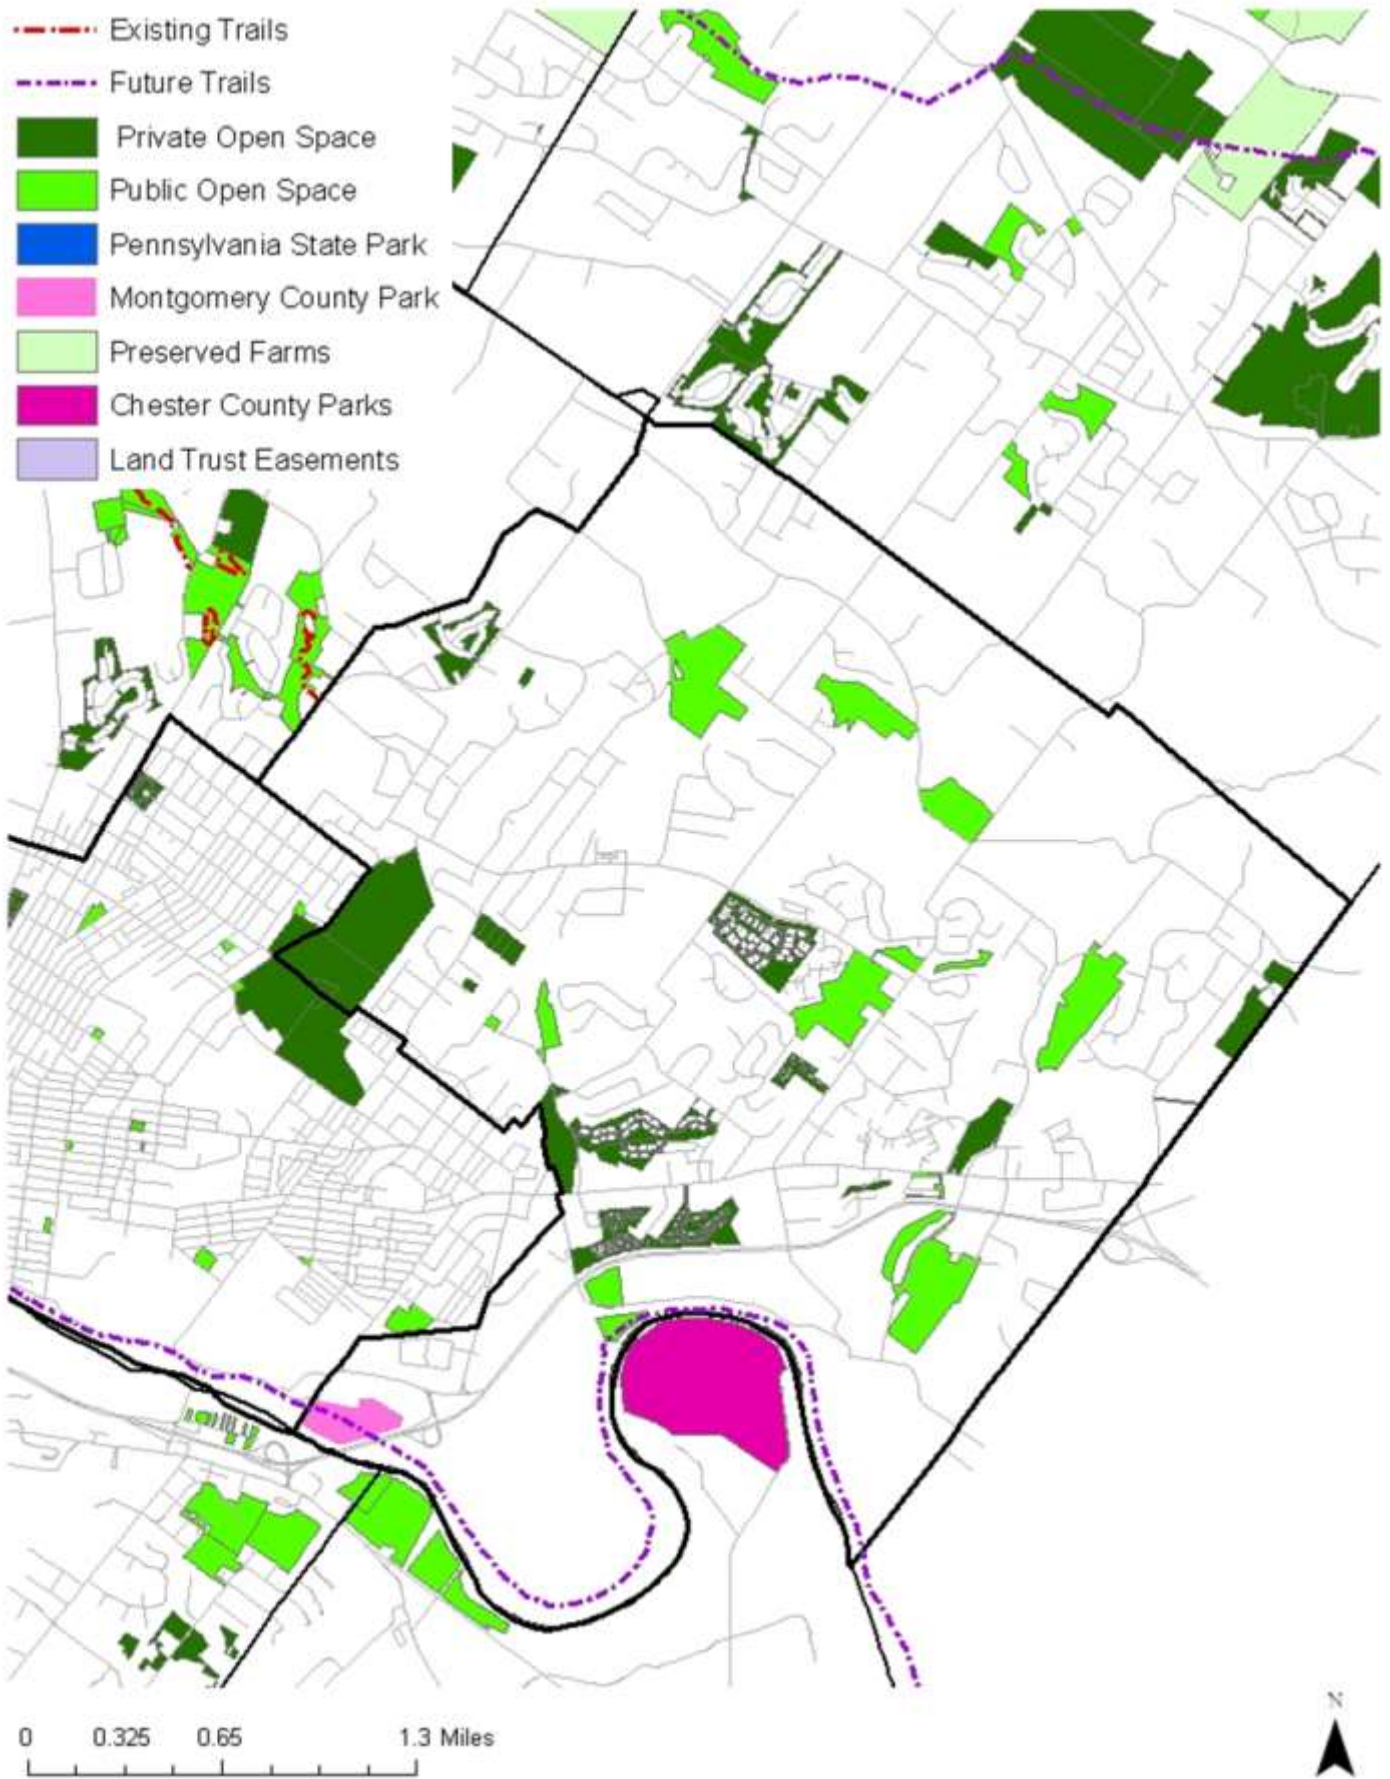 Existing Trails
Future Trails
Private Open Space
Public Open Space
Pennsylvania State Park
Montgomery County Park
Preserved Farms
Chester County Parks
Land Trust Easements
0 0.325 0.65 1.3 Miles
N